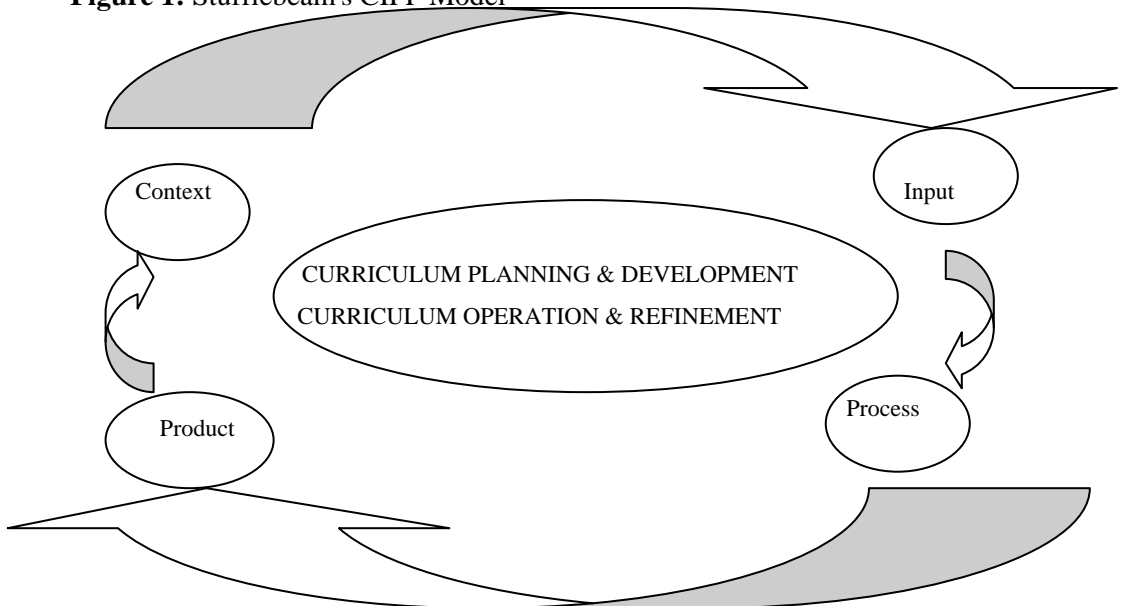 Figure 1: Stufflebeam's CIPP Model
Context
Input
CURRICULUM PLANNING & DEVELOPMENT
CURRICULUM OPERATION & REFINEMENT
Process
Product